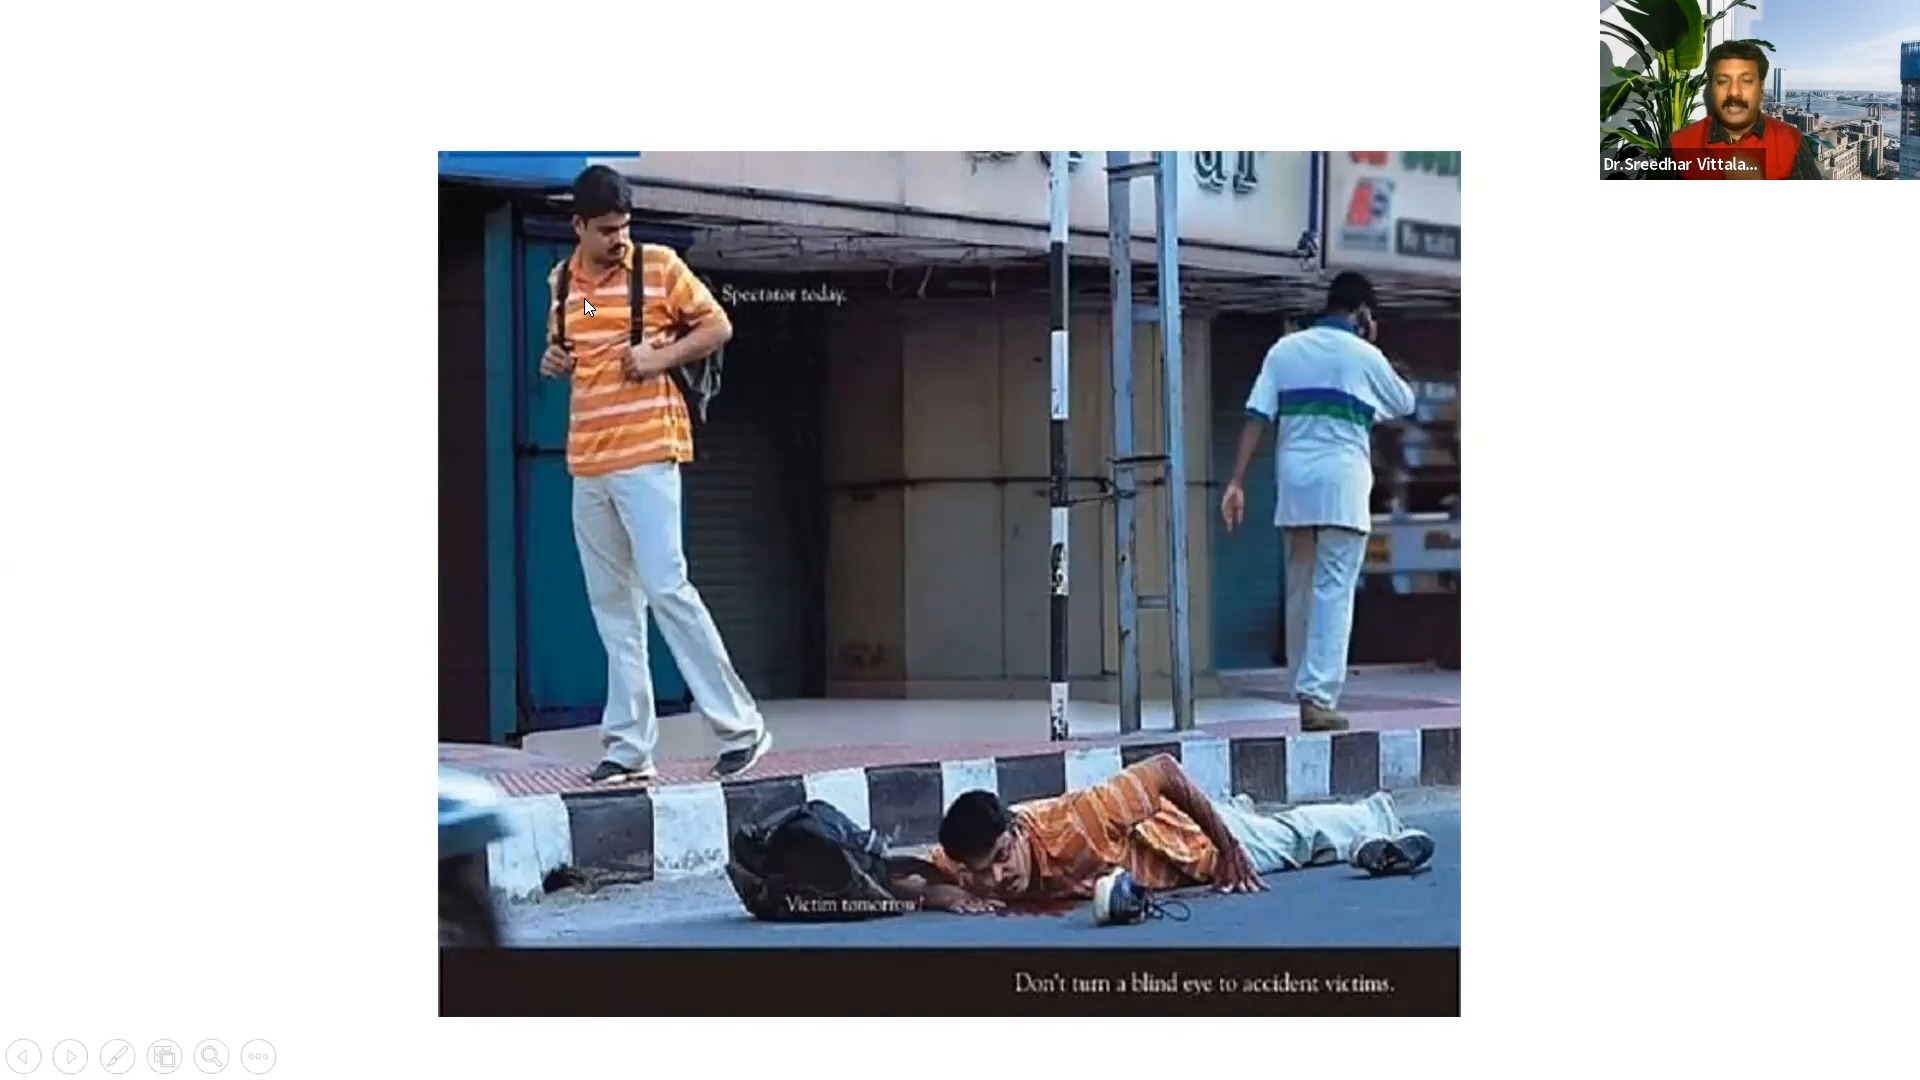 Dr.Sreedhar Vittala...
Spectator today.
Victim tomorrow!
Don't turn a blind eye to accident victims.